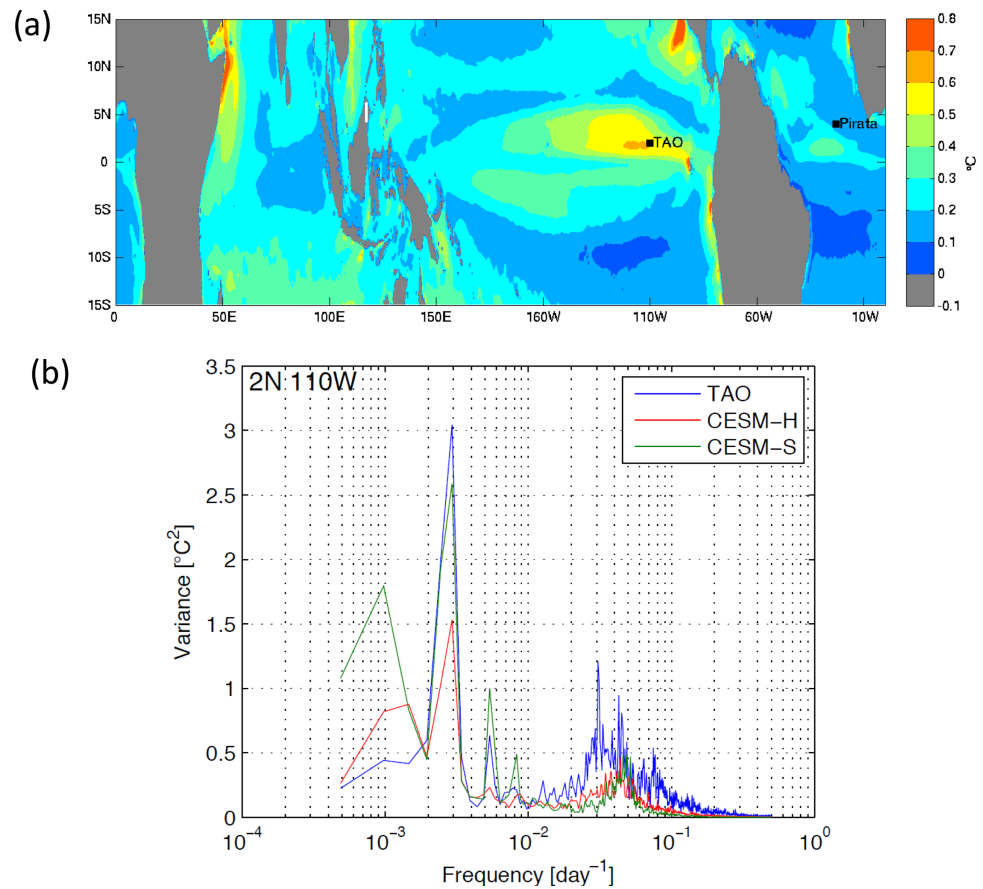 (a)
15N
10N
5N
0
5S
10S
15S
0
50E
100E
150E
160W
110W
60W
10W
TAO
Pirata
0.8
0.7
0.6
0.5
0.4
0.3
0.2
0.1
0
-0.1
ºC
(b)
2N 110W
TAO
CESM-H
CESM-S
3.5
3
2.5
2
1.5
1
0.5
0
Variance [°C²]
10⁻⁴
10⁻³
10⁻²
10⁻¹
10⁰
Frequency [day⁻¹]